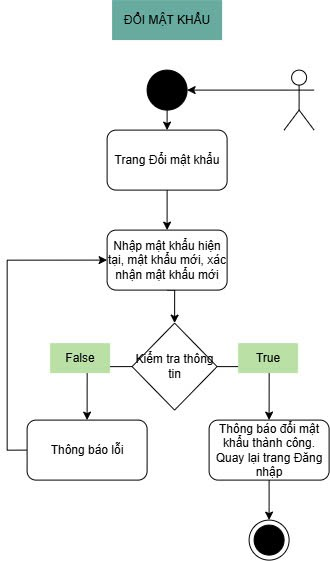 ĐỔI MẬT KHẨU
Trang Đổi mật khẩu
Nhập mật khẩu hiện
tại, mật khẩu mới, xác
nhận mật khẩu mới
Kiểm tra thông
tin
False
True
Thông báo lỗi
Thông báo đổi mật
khẩu thành công.
Quay lại trang Đăng
nhập